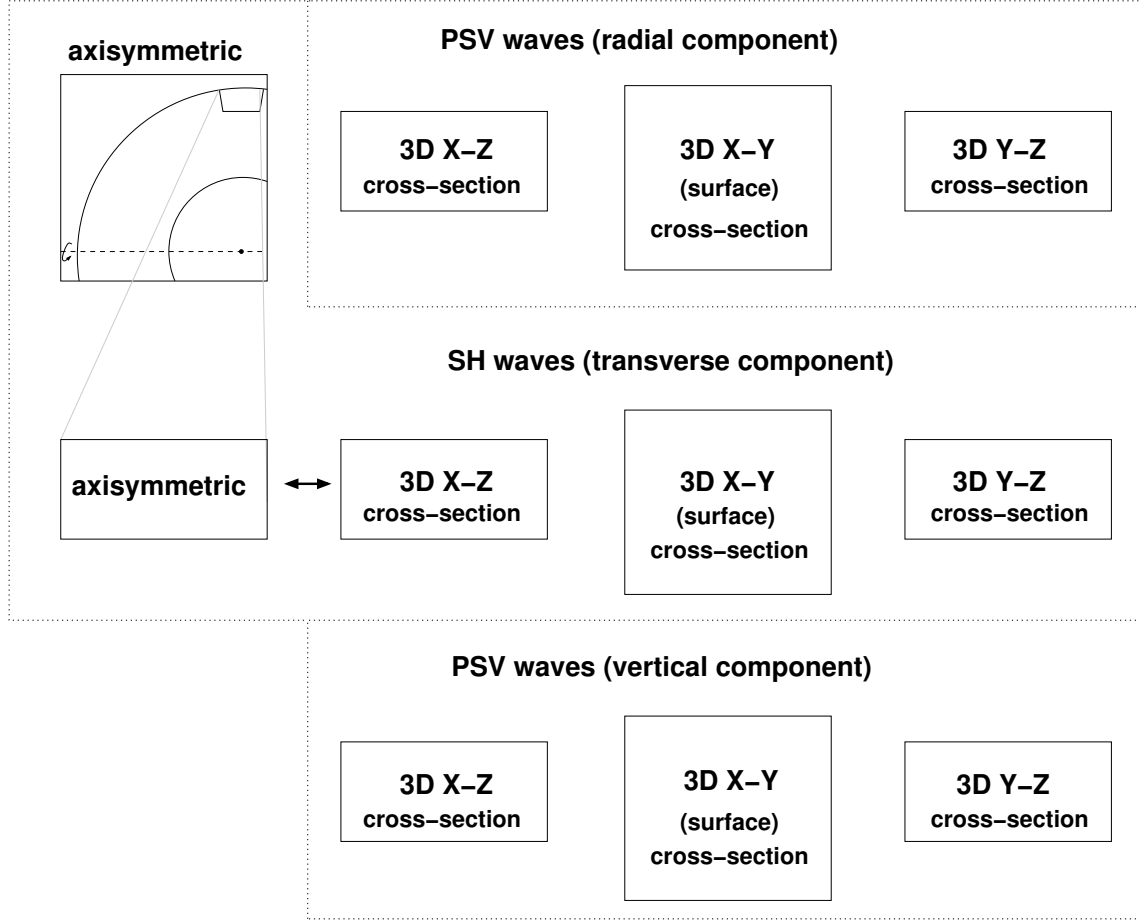 axisymmetric
PSV waves (radial component)
3D X−Z
cross−section
3D X−Y
(surface)
cross−section
3D Y−Z
cross−section
SH waves (transverse component)
axisymmetric
3D X−Z
cross−section
3D X−Y
(surface)
cross−section
3D Y−Z
cross−section
PSV waves (vertical component)
3D X−Z
cross−section
3D X−Y
(surface)
cross−section
3D Y−Z
cross−section